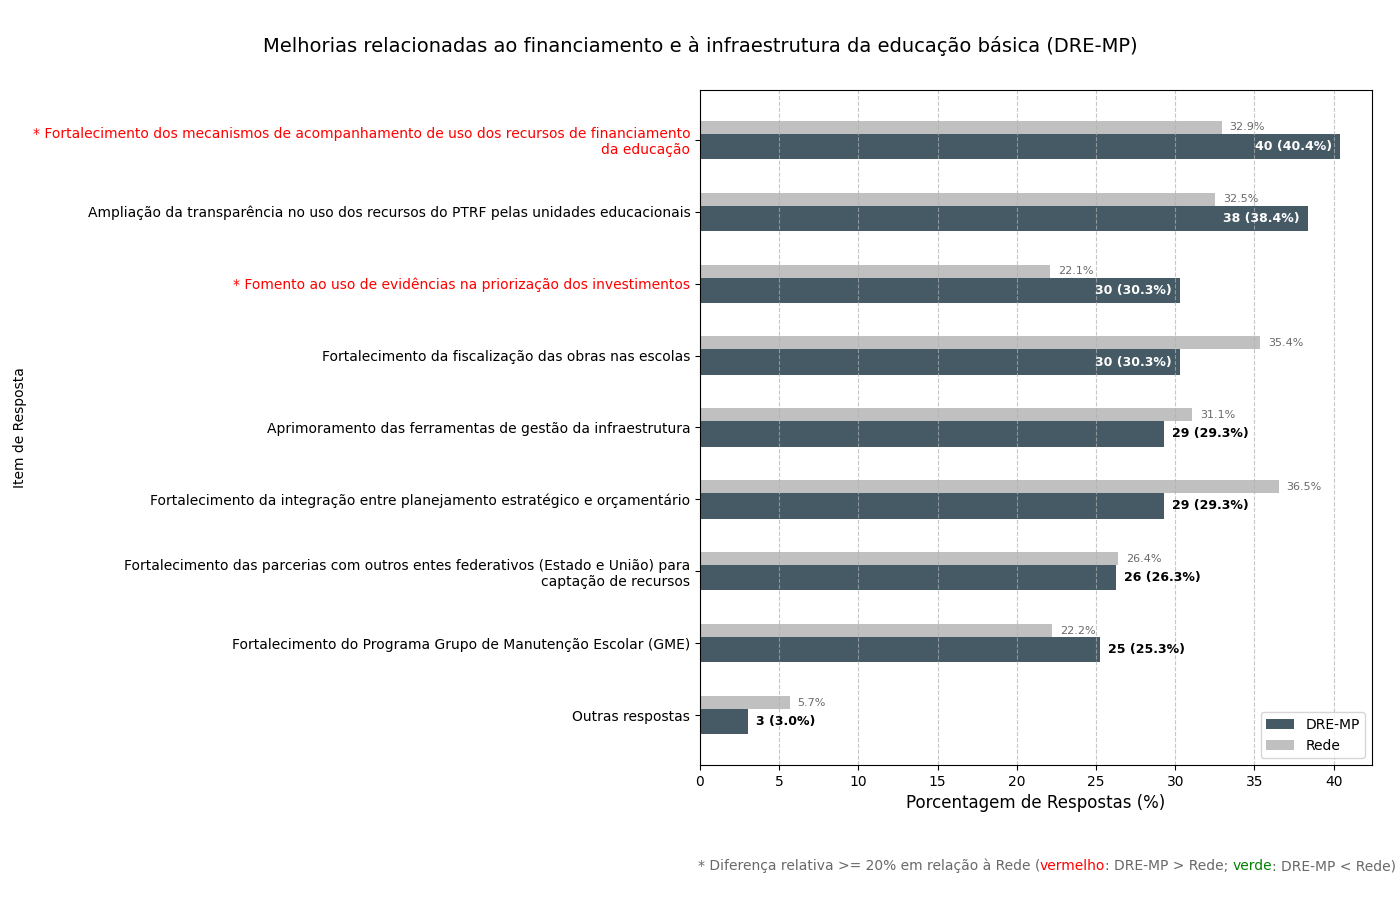 Melhorias relacionadas ao financiamento e à infraestrutura da educação básica (DRE-MP)
* Fortalecimento dos mecanismos de acompanhamento de uso dos recursos de financiamento
da educação
32.9%
40 (40.4%)
Ampliação da transparência no uso dos recursos do PTRF pelas unidades educacionais
32.5%
38 (38.4%)
* Fomento ao uso de evidências na priorização dos investimentos
22.1%
30 (30.3%)
Fortalecimento da fiscalização das obras nas escolas
35.4%
30 (30.3%)
Aprimoramento das ferramentas de gestão da infraestrutura
31.1%
29 (29.3%)
Fortalecimento da integração entre planejamento estratégico e orçamentário
36.5%
29 (29.3%)
Fortalecimento das parcerias com outros entes federativos (Estado e União) para
captação de recursos
26.4%
26 (26.3%)
Fortalecimento do Programa Grupo de Manutenção Escolar (GME)
22.2%
25 (25.3%)
Outras respostas
5.7%
3 (3.0%)
Item de Resposta
DRE-MP
Rede
0 5 10 15 20 25 30 35 40
Porcentagem de Respostas (%)
* Diferença relativa >= 20% em relação à Rede (vermelho: DRE-MP > Rede; verde: DRE-MP < Rede)